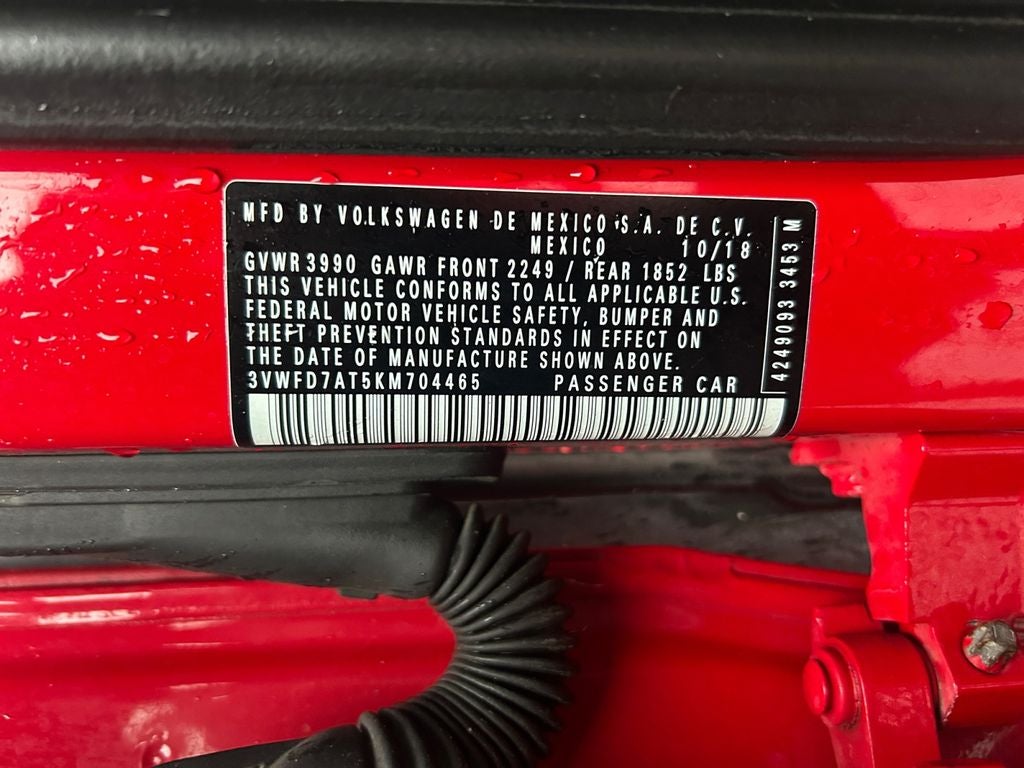 MFD BY VOLKSWAGEN DE MEXICO S.A. DE C.V.
MEXICO 10/18
GVWR 3990 GAWR FRONT 2249 / REAR 1852 LBS
THIS VEHICLE CONFORMS TO ALL APPLICABLE U.S.
FEDERAL MOTOR VEHICLE SAFETY, BUMPER AND
THEFT PREVENTION STANDARDS IN EFFECT ON
THE DATE OF MANUFACTURE SHOWN ABOVE.
3VWFD7AT5KM704465 PASSENGER CAR
4249093 3453 M